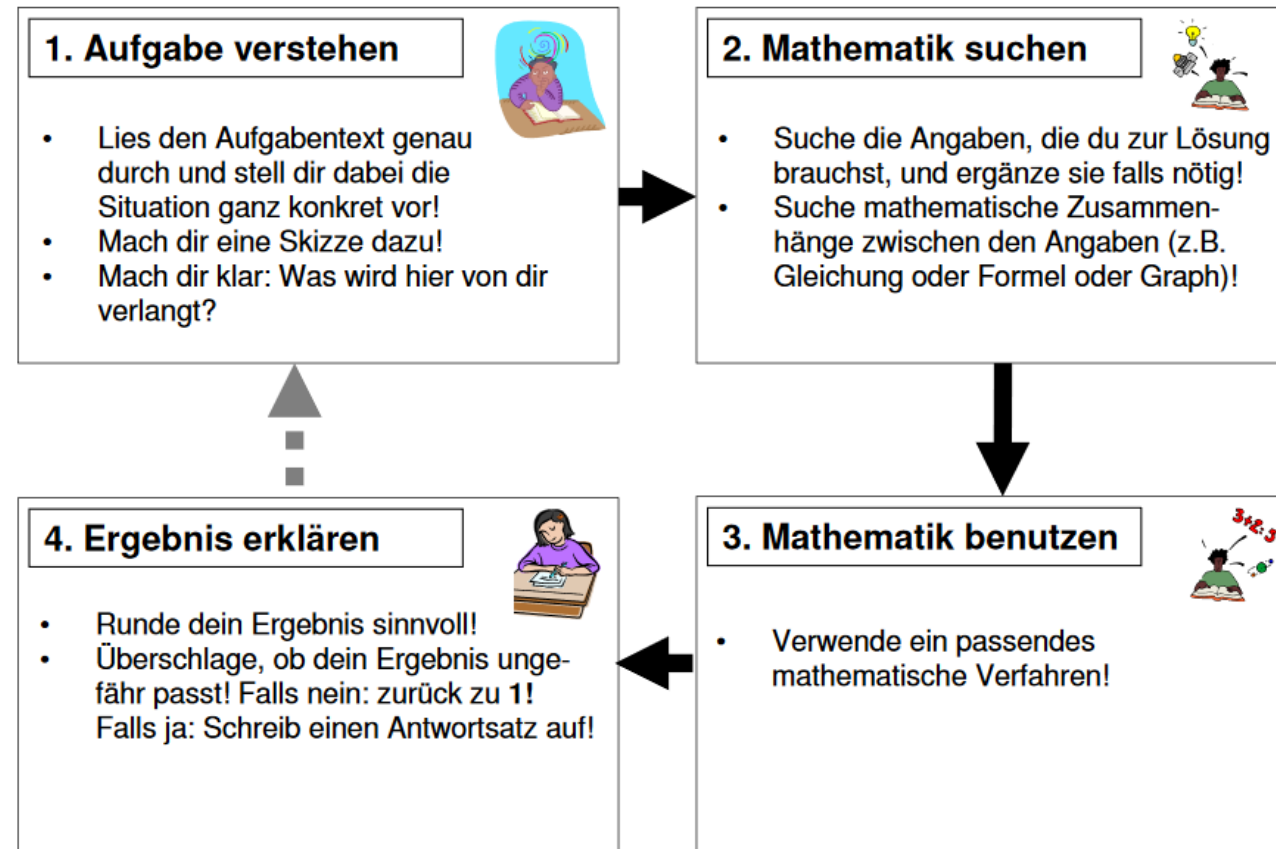 1. Aufgabe verstehen
• Lies den Aufgabentext genau
durch und stell dir dabei die
Situation ganz konkret vor!
• Mach dir eine Skizze dazu!
• Mach dir klar: Was wird hier von dir
verlangt?
2. Mathematik suchen
• Suche die Angaben, die du zur Lösung
brauchst, und ergänze sie falls nötig!
• Suche mathematische Zusammen-
hänge zwischen den Angaben (z.B.
Gleichung oder Formel oder Graph)!
3. Mathematik benutzen
3+2:5
• Verwende ein passendes
mathematische Verfahren!
4. Ergebnis erklären
• Runde dein Ergebnis sinnvoll!
• Überschlage, ob dein Ergebnis unge-
fähr passt! Falls nein: zurück zu 1!
Falls ja: Schreib einen Antwortsatz auf!